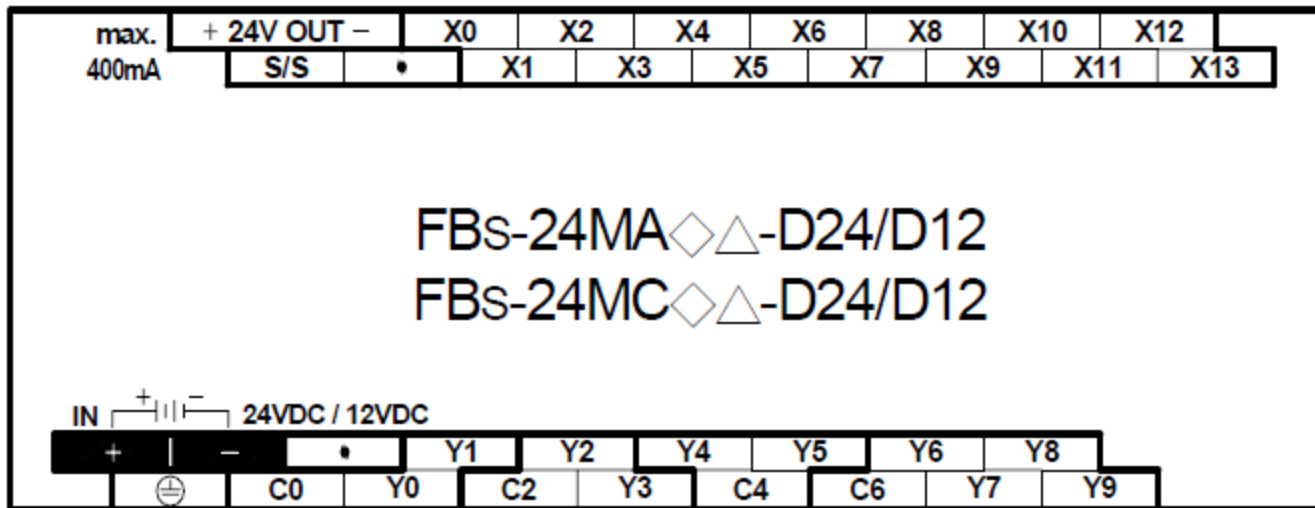 max. + 24V OUT − X0 X2 X4 X6 X8 X10 X12
400mA S/S • X1 X3 X5 X7 X9 X11 X13
FBs-24MA◇△-D24/D12
FBs-24MC◇△-D24/D12
+ −
IN 24VDC / 12VDC
+ − • Y1 Y2 Y4 Y5 Y6 Y8
C0 Y0 C2 Y3 C4 C6 Y7 Y9